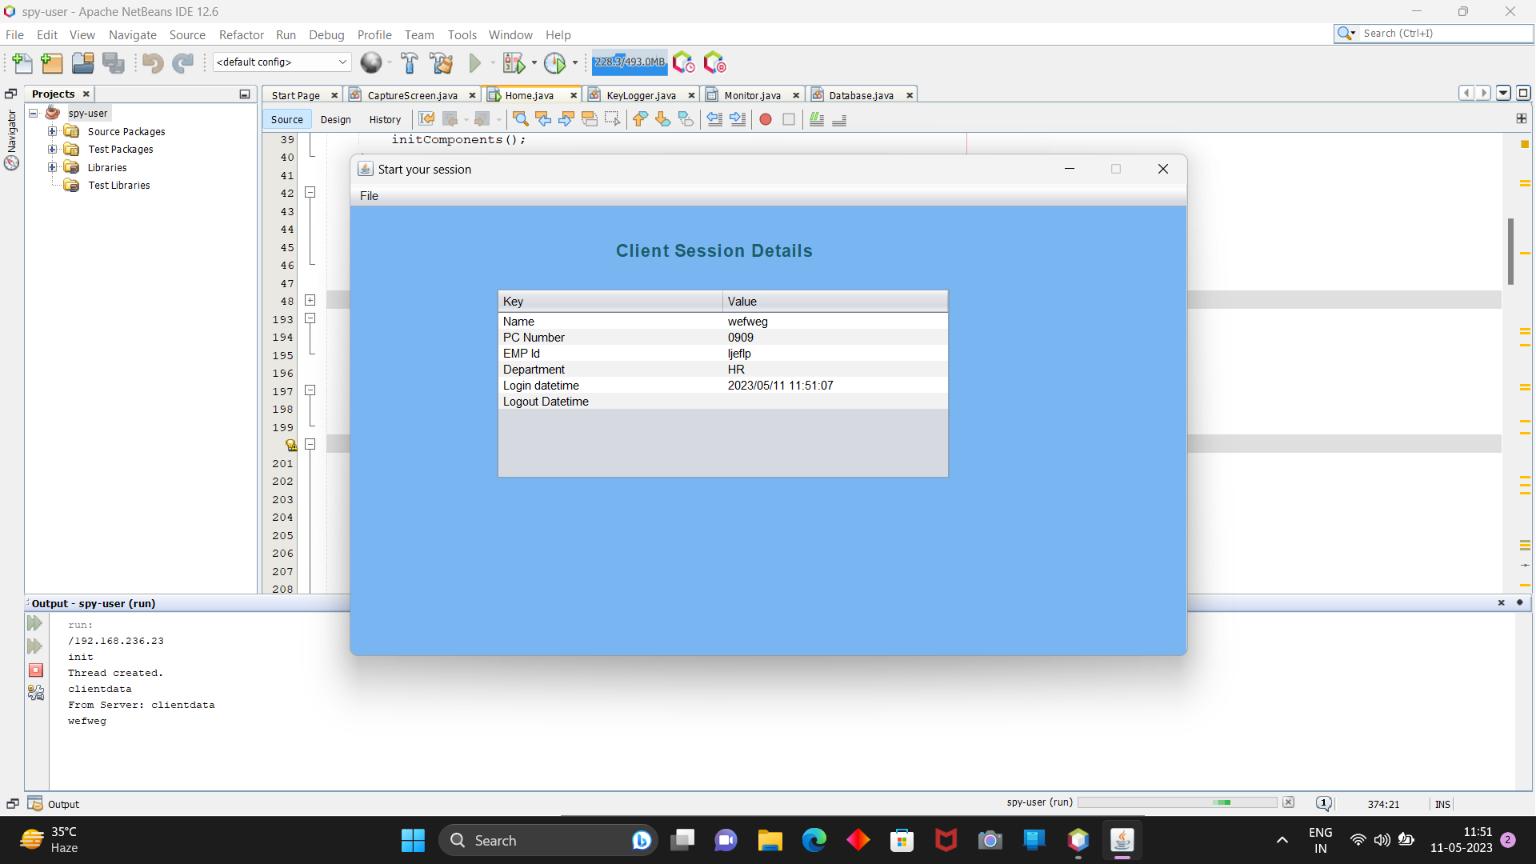 spy-user - Apache NetBeans IDE 12.6
File Edit View Navigate Source Refactor Run Debug Profile Team Tools Window Help
Search (Ctrl+I)
<default config>
228.3/493.0MB
Projects
Start Page CaptureScreen.java Home.java KeyLogger.java Monitor.java Database.java
Navigator
spy-user
Source Packages
Test Packages
Libraries
Test Libraries
Source Design History
39 initComponents();
40
41
42
43
44
45
46
47
48
193
194
195
196
197
198
199
201
202
203
204
205
206
207
208
Start your session
File
Client Session Details
Key Value
Name wefweg
PC Number 0909
EMP Id ljeflp
Department HR
Login datetime 2023/05/11 11:51:07
Logout Datetime
Output - spy-user (run)
run:
/192.168.236.23
init
Thread created.
clientdata
From Server: clientdata
wefweg
Output
spy-user (run)
1
374:21
INS
35°C
Haze
Search
ENG
IN
11:51
11-05-2023
2